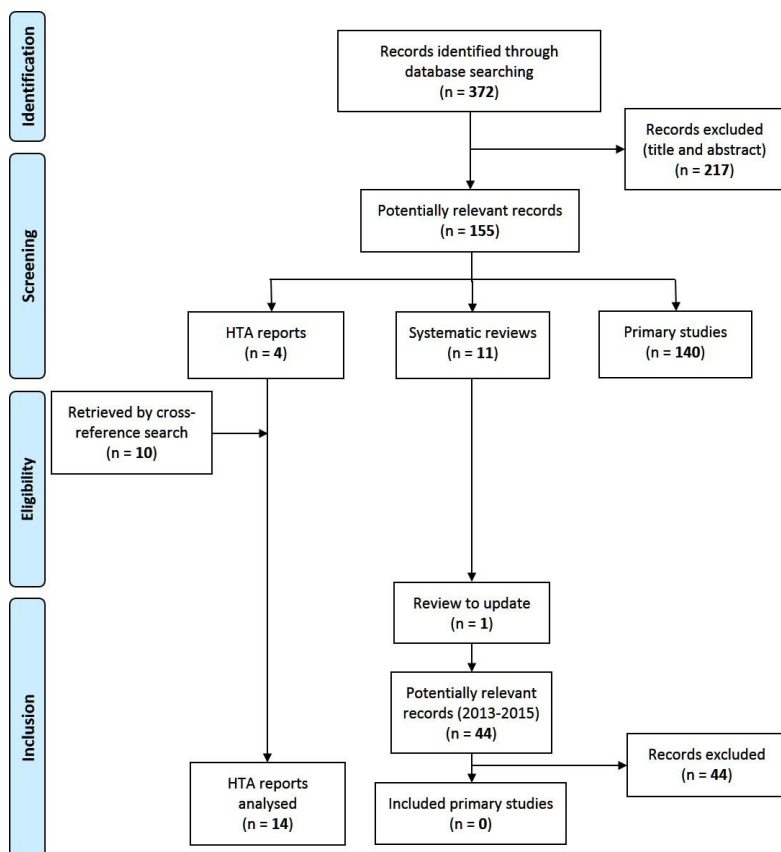 Identification
Records identified through
database searching
(n = 372)
Records excluded
(title and abstract)
(n = 217)
Screening
Potentially relevant records
(n = 155)
HTA reports
(n = 4)
Systematic reviews
(n = 11)
Primary studies
(n = 140)
Eligibility
Retrieved by cross-
reference search
(n = 10)
Review to update
(n = 1)
Inclusion
Potentially relevant
records (2013-2015)
(n = 44)
Records excluded
(n = 44)
HTA reports
analysed
(n = 14)
Included primary studies
(n = 0)